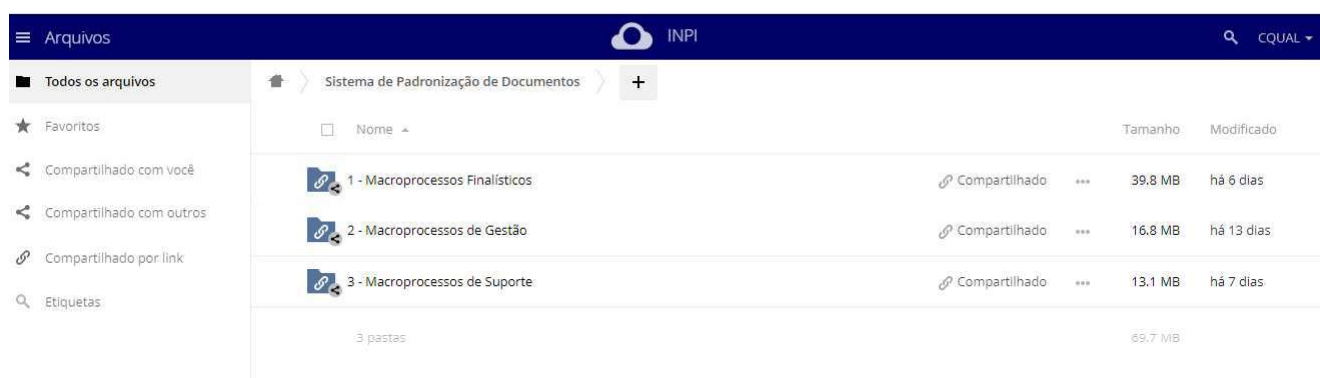 Arquivos INPI CQUAL
Todos os arquivos
Sistema de Padronização de Documentos +
Favoritos
Nome Tamanho Modificado
Compartilhado com você
1 - Macroprocessos Finalísticos Compartilhado ... 39.8 MB há 6 dias
Compartilhado com outros
2 - Macroprocessos de Gestão Compartilhado ... 16.8 MB há 13 dias
Compartilhado por link
3 - Macroprocessos de Suporte Compartilhado ... 13.1 MB há 7 dias
Etiquetas
3 pastas 69.7 MB